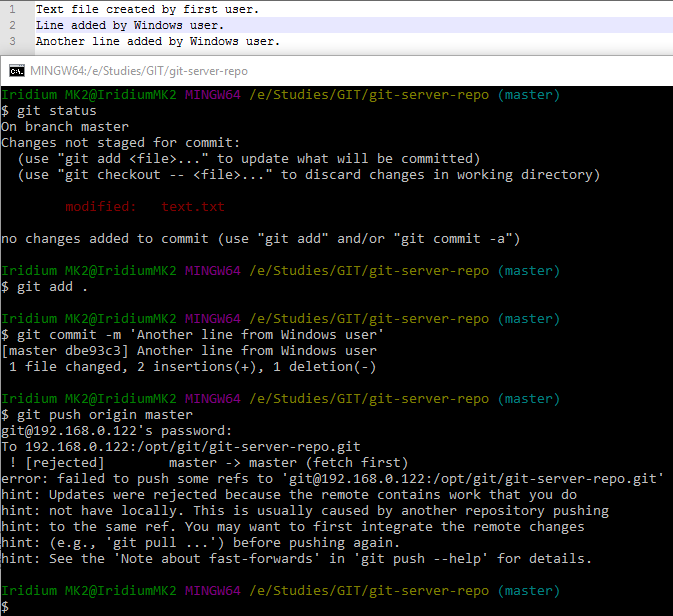 1 Text file created by first user.
2 Line added by Windows user.
3 Another line added by Windows user.
MINGW64:/e/Studies/GIT/git-server-repo
Iridium MK2@IridiumMK2 MINGW64 /e/Studies/GIT/git-server-repo (master)
$ git status
On branch master
Changes not staged for commit:
  (use "git add <file>..." to update what will be committed)
  (use "git checkout -- <file>..." to discard changes in working directory)
        modified:   text.txt
no changes added to commit (use "git add" and/or "git commit -a")
Iridium MK2@IridiumMK2 MINGW64 /e/Studies/GIT/git-server-repo (master)
$ git add .
Iridium MK2@IridiumMK2 MINGW64 /e/Studies/GIT/git-server-repo (master)
$ git commit -m 'Another line from Windows user'
[master dbe93c3] Another line from Windows user
 1 file changed, 2 insertions(+), 1 deletion(-)
Iridium MK2@IridiumMK2 MINGW64 /e/Studies/GIT/git-server-repo (master)
$ git push origin master
git@192.168.0.122's password:
To 192.168.0.122:/opt/git/git-server-repo.git
 ! [rejected]        master -> master (fetch first)
error: failed to push some refs to 'git@192.168.0.122:/opt/git/git-server-repo.git'
hint: Updates were rejected because the remote contains work that you do
hint: not have locally. This is usually caused by another repository pushing
hint: to the same ref. You may want to first integrate the remote changes
hint: (e.g., 'git pull ...') before pushing again.
hint: See the 'Note about fast-forwards' in 'git push --help' for details.
Iridium MK2@IridiumMK2 MINGW64 /e/Studies/GIT/git-server-repo (master)
$